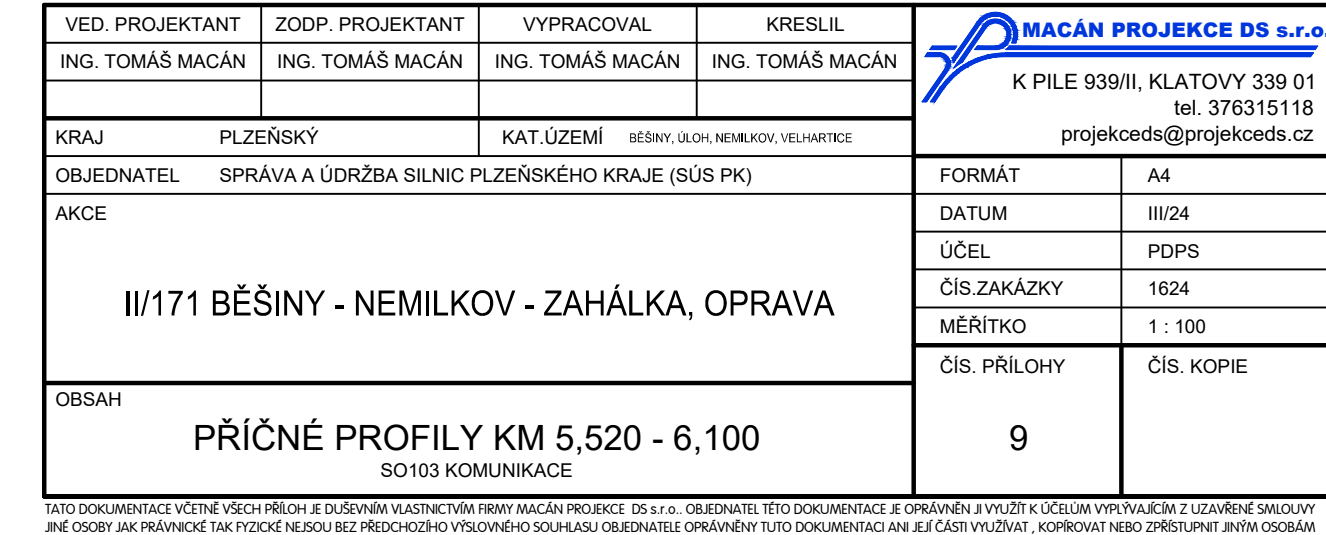 VED. PROJEKTANT ZODP. PROJEKTANT VYPRACOVAL KRESLIL
ING. TOMÁŠ MACÁN ING. TOMÁŠ MACÁN ING. TOMÁŠ MACÁN ING. TOMÁŠ MACÁN
MACÁN PROJEKCE DS s.r.o.
K PILE 939/II, KLATOVY 339 01
tel. 376315118
projekceds@projekceds.cz
KRAJ PLZEŇSKÝ KAT.ÚZEMÍ BĚŠINY, ÚLOH, NEMILKOV, VELHARTICE
OBJEDNATEL SPRÁVA A ÚDRŽBA SILNIC PLZEŇSKÉHO KRAJE (SÚS PK)
AKCE
II/171 BĚŠINY - NEMILKOV - ZAHÁLKA, OPRAVA
FORMÁT A4
DATUM III/24
ÚČEL PDPS
ČÍS.ZAKÁZKY 1624
MĚŘÍTKO 1 : 100
OBSAH
PŘÍČNÉ PROFILY KM 5,520 - 6,100
SO103 KOMUNIKACE
ČÍS. PŘÍLOHY ČÍS. KOPIE
9
TATO DOKUMENTACE VČETNĚ VŠECH PŘÍLOH JE DUŠEVNÍM VLASTNICTVÍM FIRMY MACÁN PROJEKCE DS s.r.o.. OBJEDNATEL TÉTO DOKUMENTACE JE OPRÁVNĚN JI VYUŽÍT K ÚČELŮM VYPLÝVAJÍCÍM Z UZAVŘENÉ SMLOUVY
JINÉ OSOBY JAK PRÁVNICKÉ TAK FYZICKÉ NEJSOU BEZ PŘEDCHOZÍHO VÝSLOVNÉHO SOUHLASU OBJEDNATELE OPRÁVNĚNY TUTO DOKUMENTACI ANI JEJÍ ČÁSTI VYUŽÍVAT , KOPÍROVAT NEBO ZPŘÍSTUPNIT JINÝM OSOBÁM